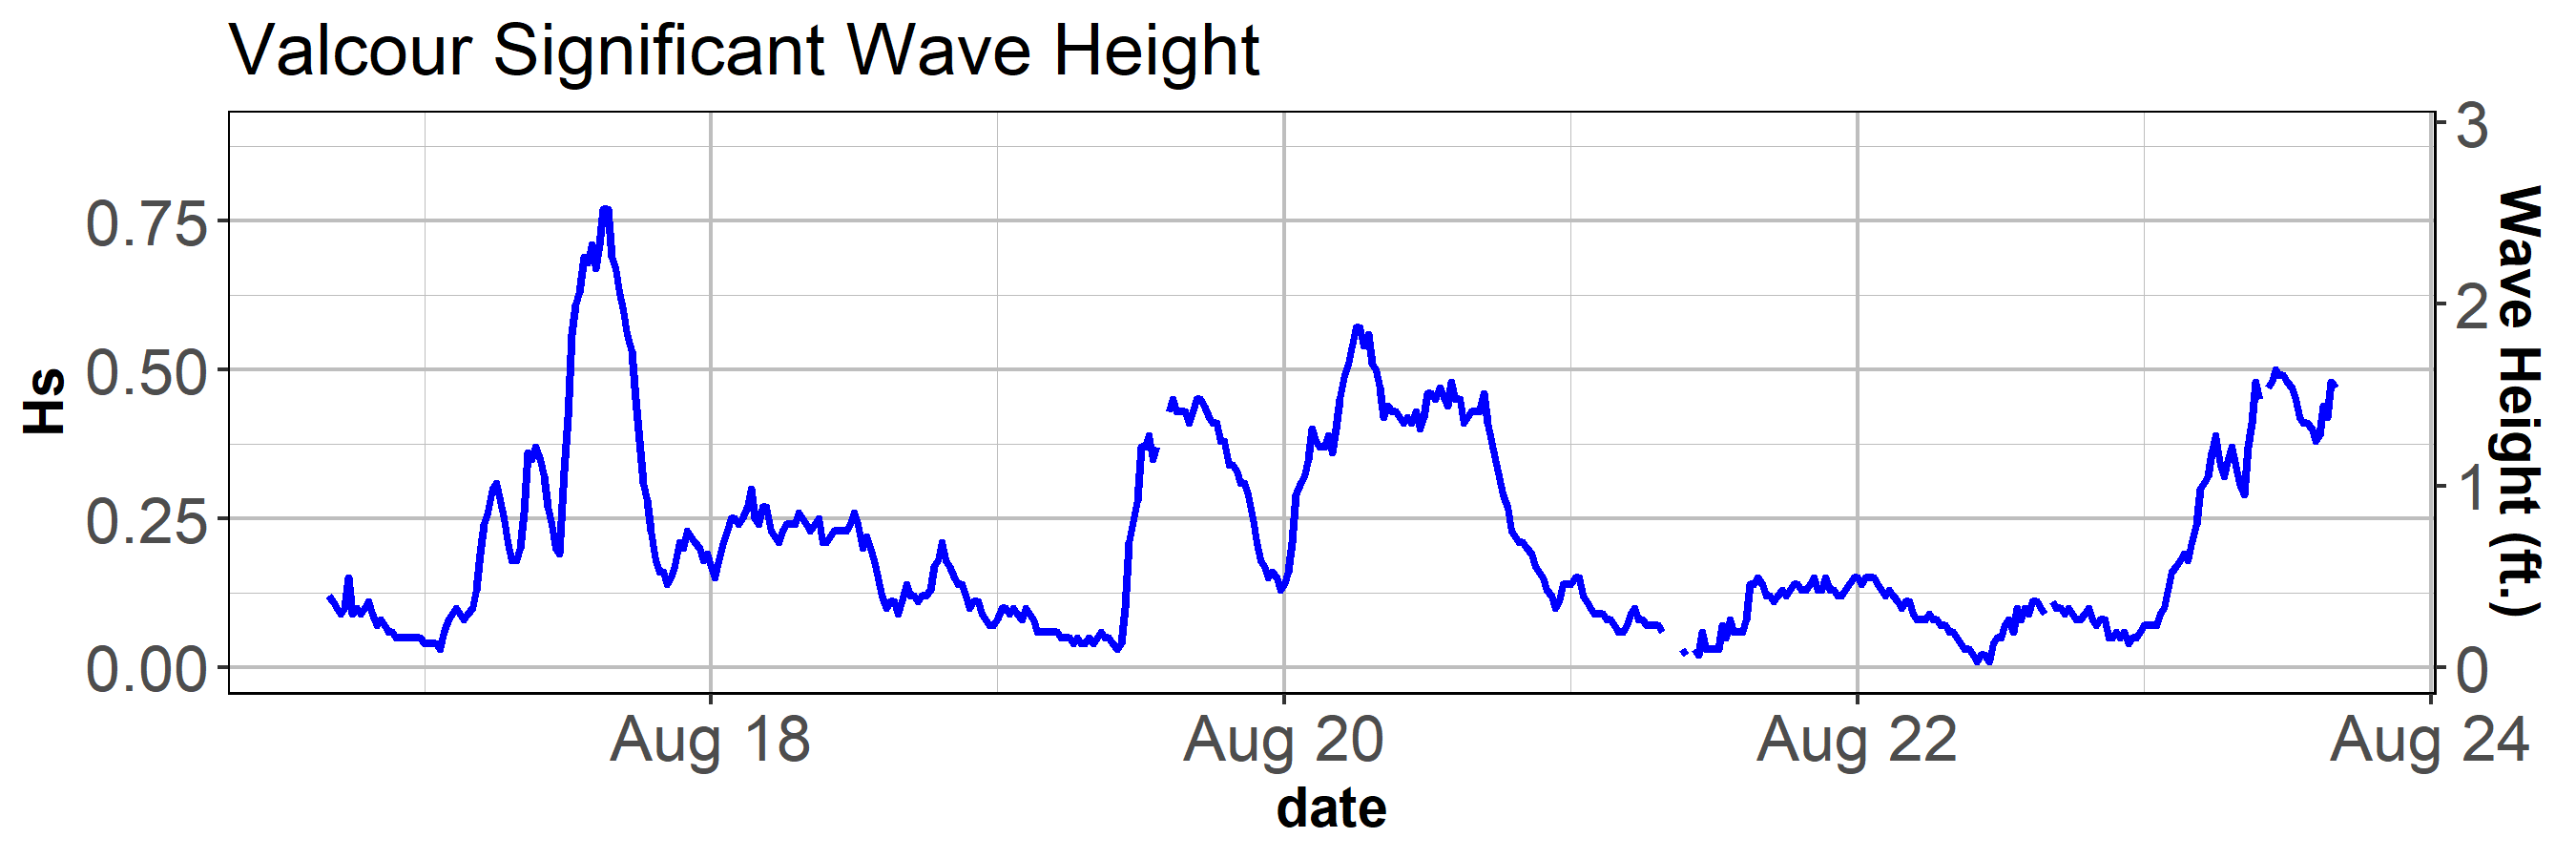 Valcour Significant Wave Height
Hs
0.75
0.50
0.25
0.00
3
2
1
0
Wave Height (ft.)
Aug 18
Aug 20
Aug 22
Aug 24
date